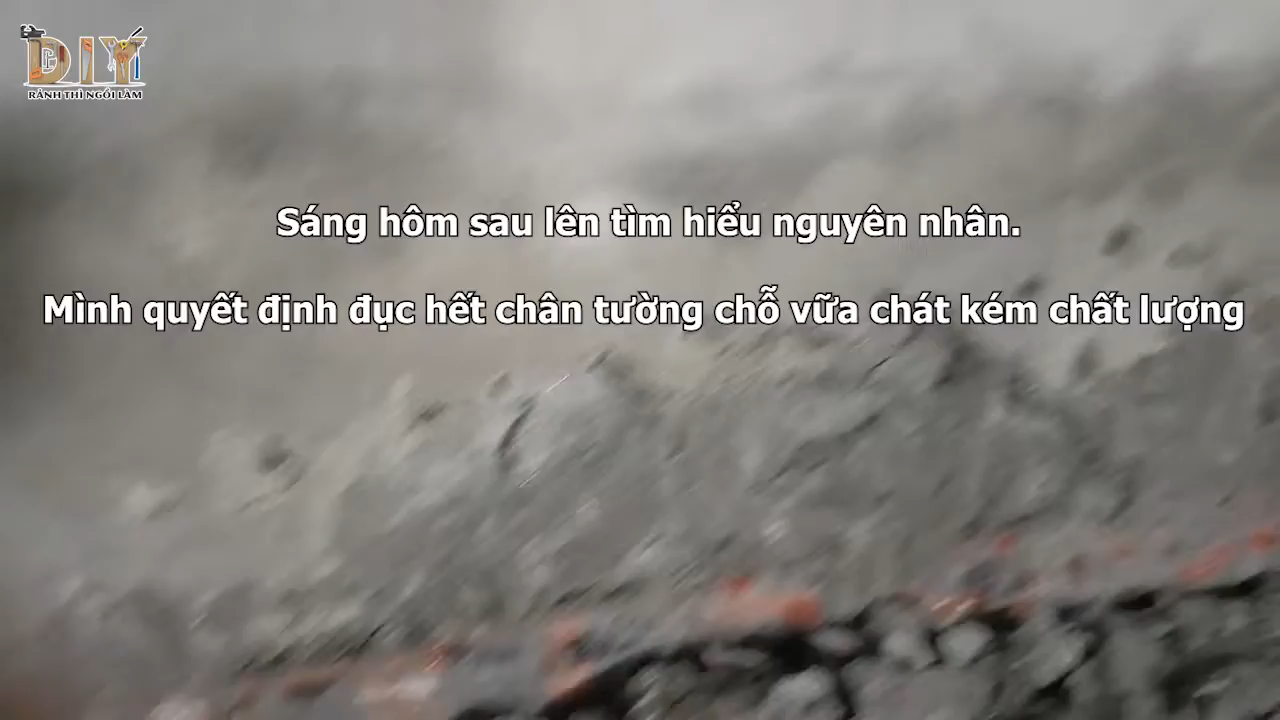 DIY
RẢNH THÌ NGỒI LÀM
Sáng hôm sau lên tìm hiểu nguyên nhân.
Mình quyết định đục hết chân tường chỗ vữa chát kém chất lượng